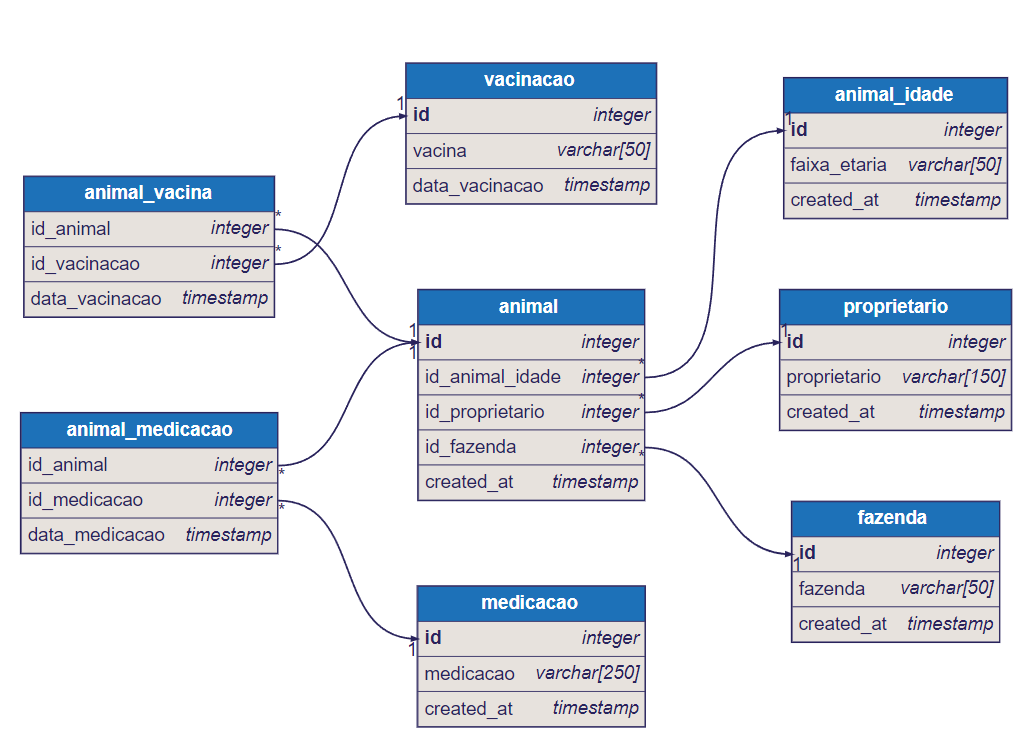 vacinacao
1 id integer
vacina varchar[50]
data_vacinacao timestamp
animal_idade
1 id integer
faixa_etaria varchar[50]
created_at timestamp
animal_vacina
id_animal integer *
id_vacinacao integer *
data_vacinacao timestamp
animal
1 id integer
1
id_animal_idade integer *
id_proprietario integer *
id_fazenda integer *
created_at timestamp
proprietario
1 id integer
proprietario varchar[150]
created_at timestamp
animal_medicacao
id_animal integer *
id_medicacao integer *
data_medicacao timestamp
fazenda
id integer
1
fazenda varchar[50]
created_at timestamp
medicacao
id integer
1
medicacao varchar[250]
created_at timestamp